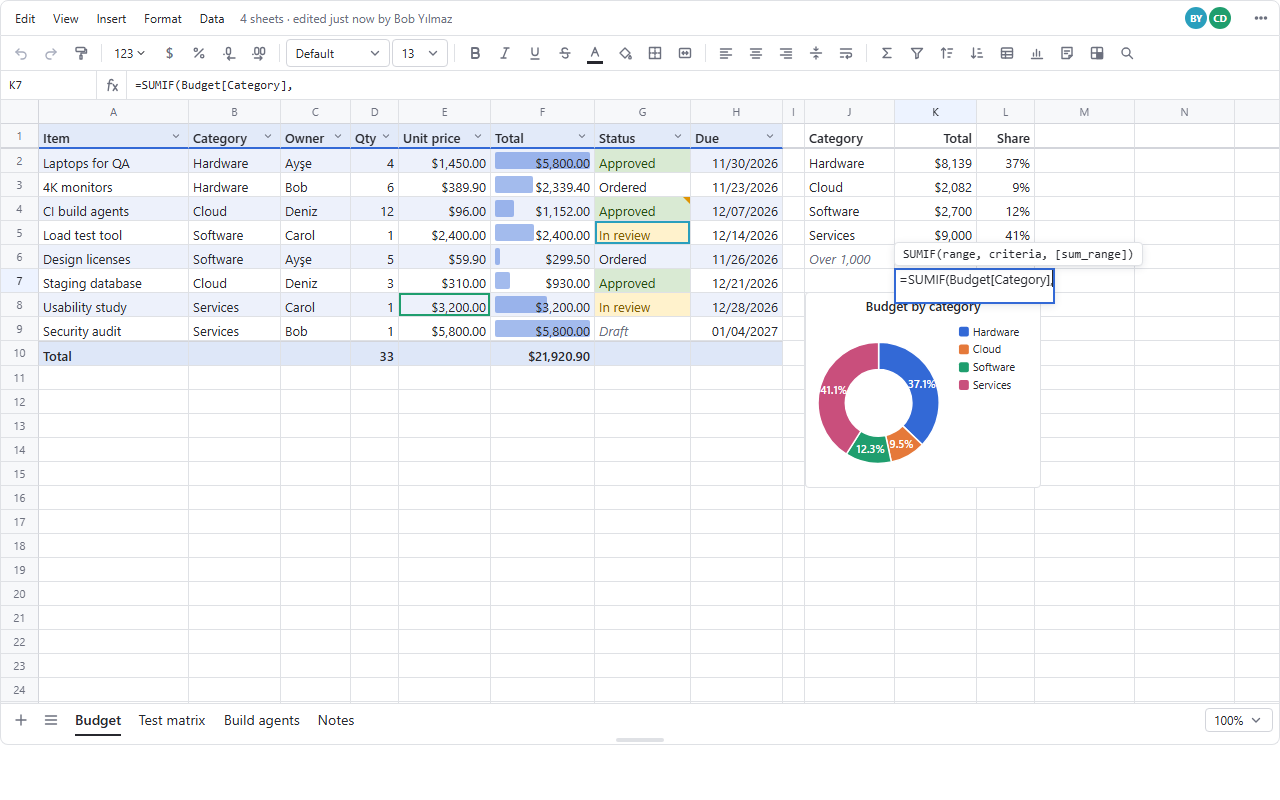 Edit View Insert Format Data 4 sheets · edited just now by Bob Yılmaz BY CD
123 $ % .0 .00 Default 13 B I U S A
K7 fx =SUMIF(Budget[Category],
A B C D E F G H I J K L M N
1 Item Category Owner Qty Unit price Total Status Due Category Total Share
2 Laptops for QA Hardware Ayşe 4 $1,450.00 $5,800.00 Approved 11/30/2026 Hardware $8,139 37%
3 4K monitors Hardware Bob 6 $389.90 $2,339.40 Ordered 11/23/2026 Cloud $2,082 9%
4 CI build agents Cloud Deniz 12 $96.00 $1,152.00 Approved 12/07/2026 Software $2,700 12%
5 Load test tool Software Carol 1 $2,400.00 $2,400.00 In review 12/14/2026 Services $9,000 41%
6 Design licenses Software Ayşe 5 $59.90 $299.50 Ordered 11/26/2026 Over 1,000 SUMIF(range, criteria, [sum_range])
7 Staging database Cloud Deniz 3 $310.00 $930.00 Approved 12/21/2026 =SUMIF(Budget[Category],
8 Usability study Services Carol 1 $3,200.00 $3,200.00 In review 12/28/2026 Budget by category
9 Security audit Services Bob 1 $5,800.00 $5,800.00 Draft 01/04/2027 Hardware
10 Total 33 $21,920.90 Cloud
11 Software
Services
37.1%
41.1%
12 
13
14 12.3% 9.5%
15
16
17
18
19
20
21
22
23
24
Budget Test matrix Build agents Notes 100%